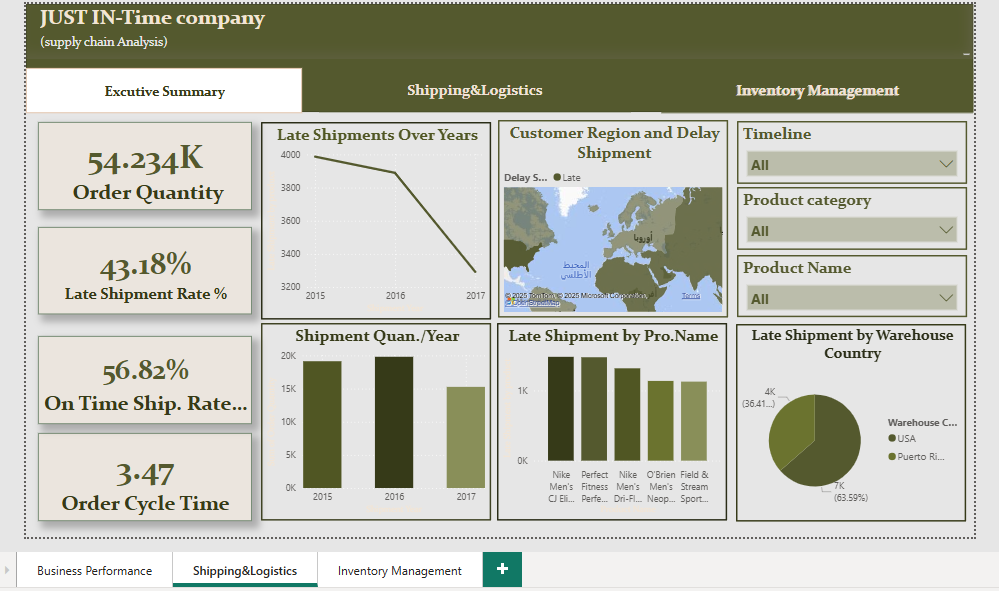 JUST IN-Time company
(supply chain Analysis)
Excutive Summary
Shipping&Logistics
Inventory Management
54.234K
Order Quantity
43.18%
Late Shipment Rate %
56.82%
On Time Ship. Rate...
3.47
Order Cycle Time
Late Shipments Over Years
4000
3800
3600
3400
3200
2015
2016
2017
Customer Region and Delay
Shipment
Delay S...
Late
أوروبا
المحيط
الأطلسي
© 2025 TomTom, © 2025 Microsoft Corporation,
© OpenStreetMap
Terms
Timeline
All
Product category
All
Product Name
All
Shipment Quan./Year
20K
15K
10K
5K
0K
2015
2016
2017
Late Shipment by Pro.Name
1K
0K
Nike
Men's
CJ Eli...
Perfect
Fitness
Perfe...
Nike
Men's
Dri-FI...
O'Brien
Men's
Neop...
Field &
Stream
Sport...
Late Shipment by Warehouse
Country
4K
(36.41...)
7K
(63.59%)
Warehouse C...
USA
Puerto Ri...
Business Performance
Shipping&Logistics
Inventory Management
+